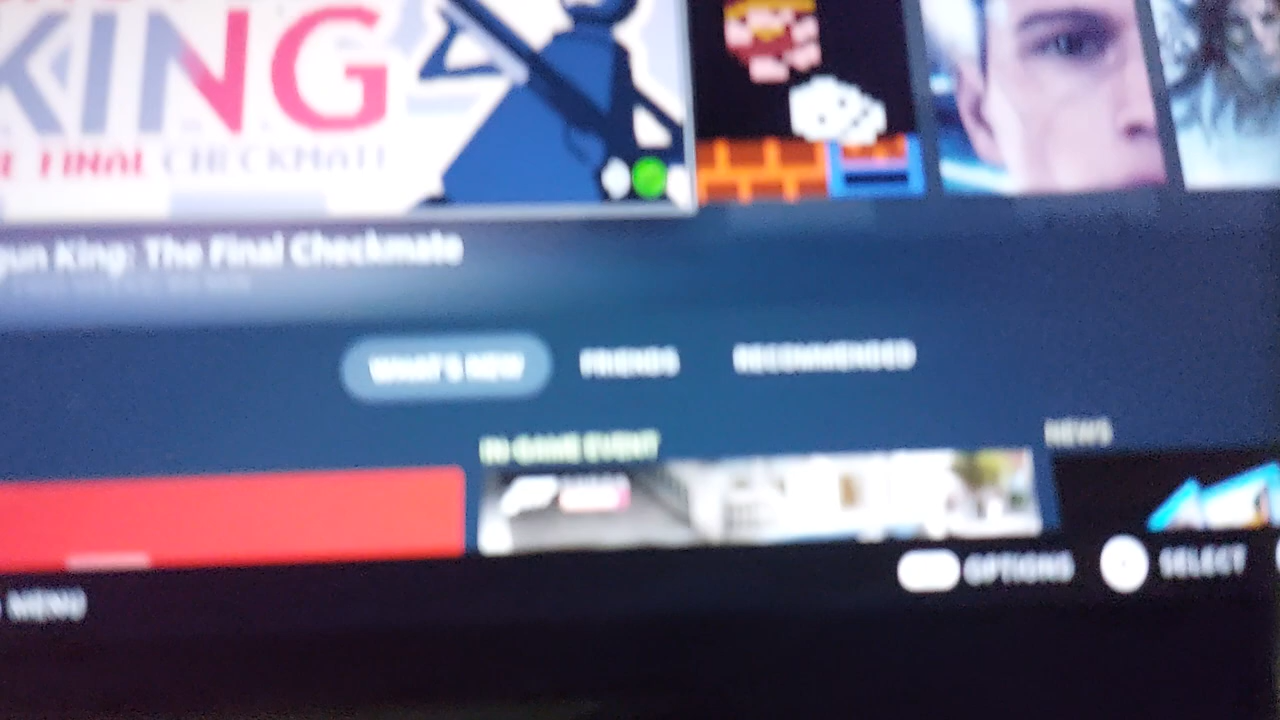 KING
FINAL CHECKMATE
gun King: The Final Checkmate
WHAT'S NEW
FRIENDS
RECOMMENDED
IN-GAME EVENT
NEWS
MENU
OPTIONS
SELECT